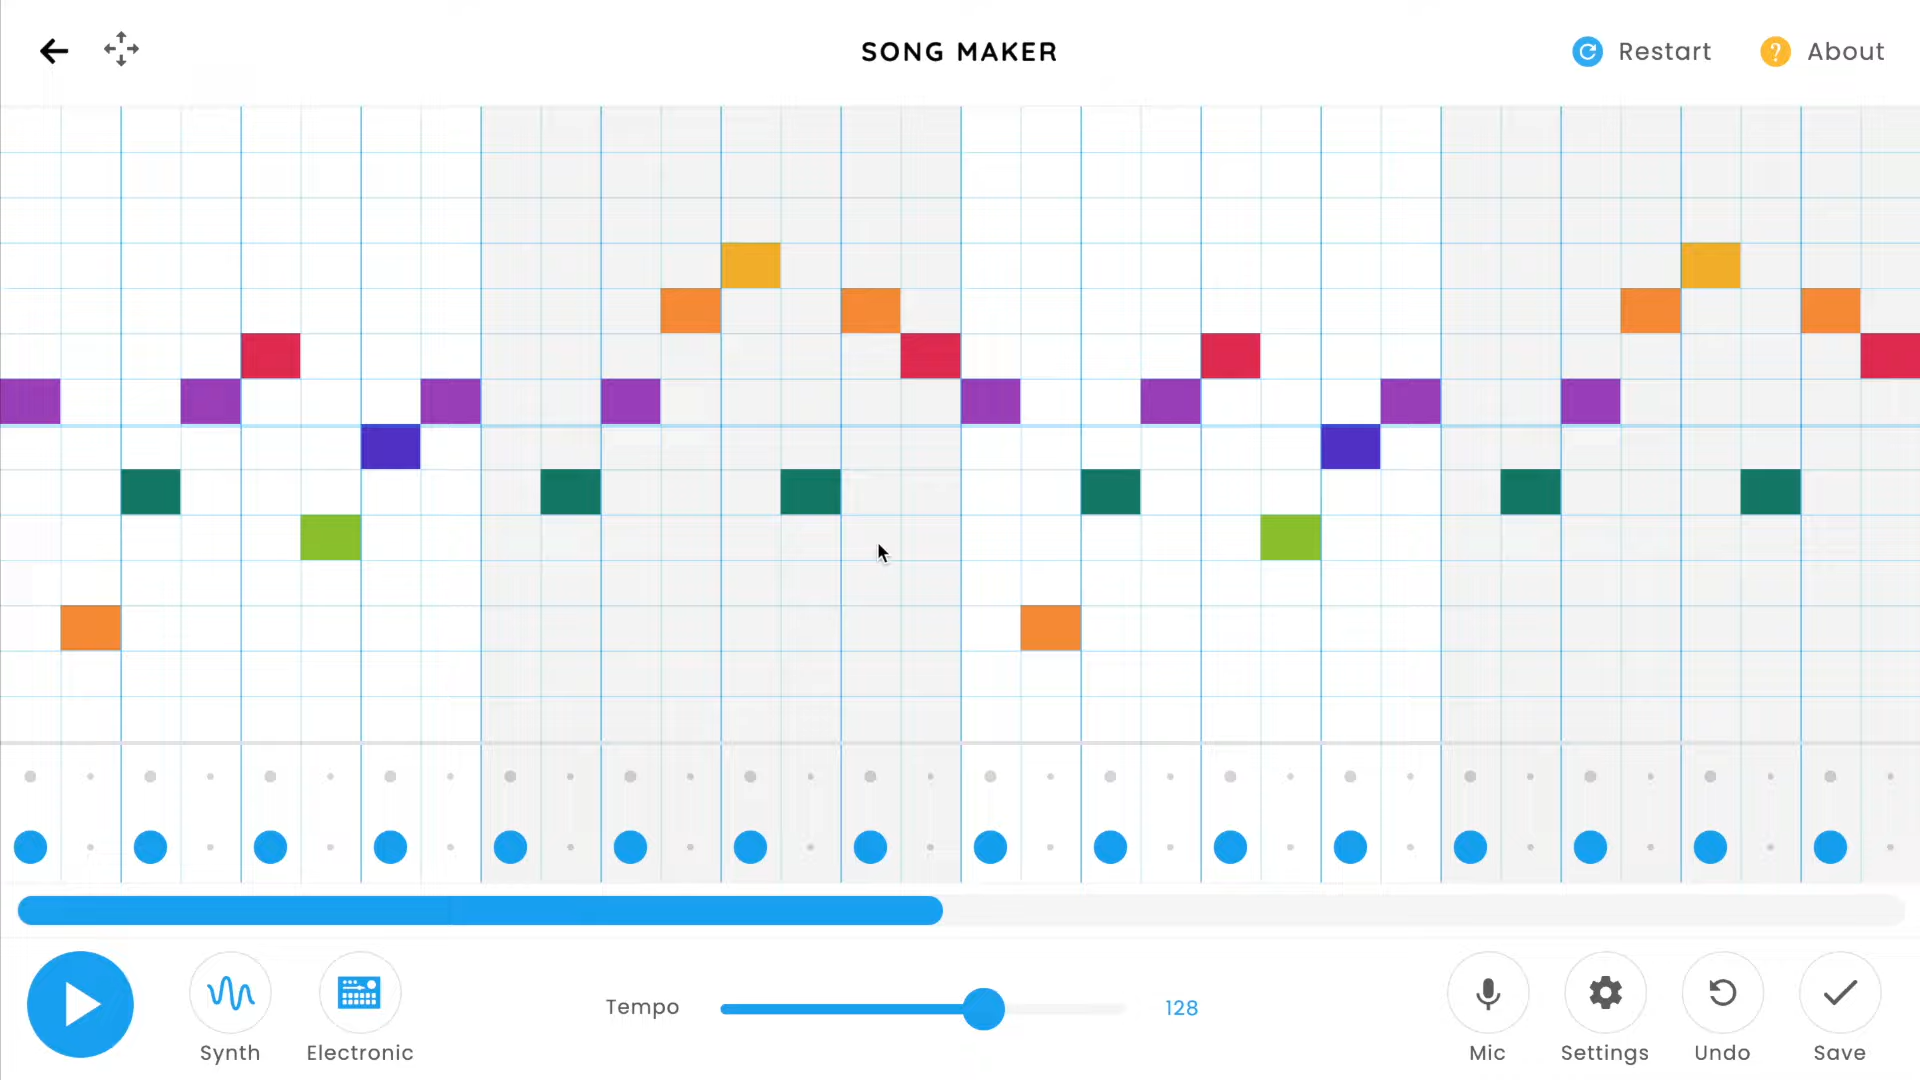 SONG MAKER
Restart
? About
Synth
Electronic
Tempo
128
Mic
Settings
Undo
Save